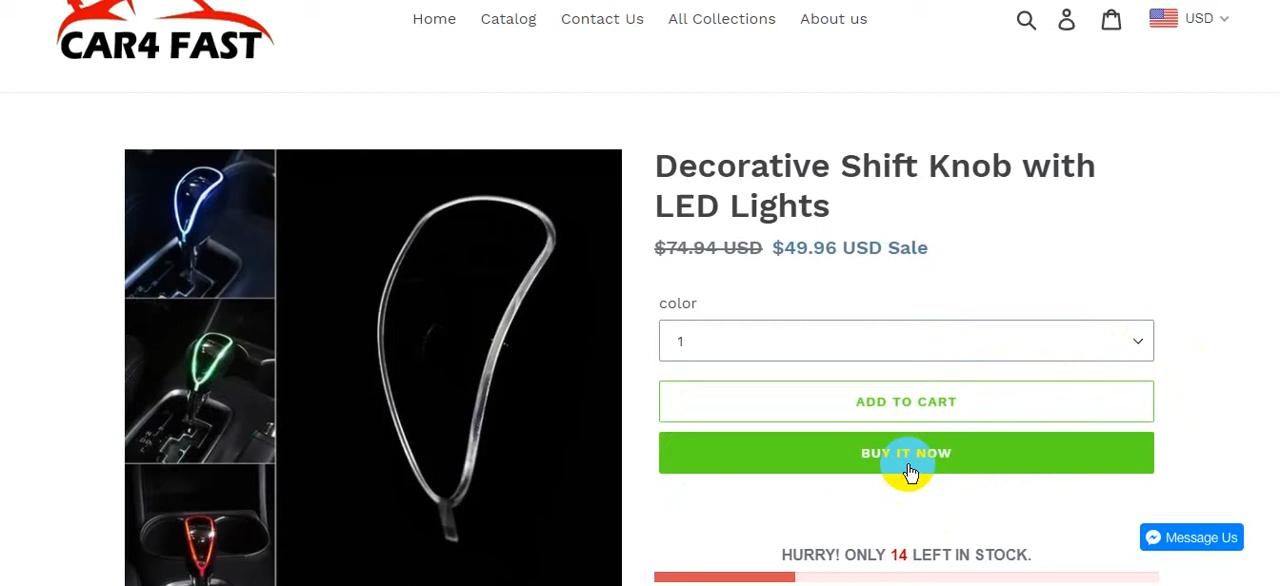 CAR4 FAST
Home Catalog Contact Us All Collections About us
USD
Decorative Shift Knob with
LED Lights
$74.94 USD $49.96 USD Sale
color
1
ADD TO CART
BUY IT NOW
Message Us
HURRY! ONLY 14 LEFT IN STOCK.